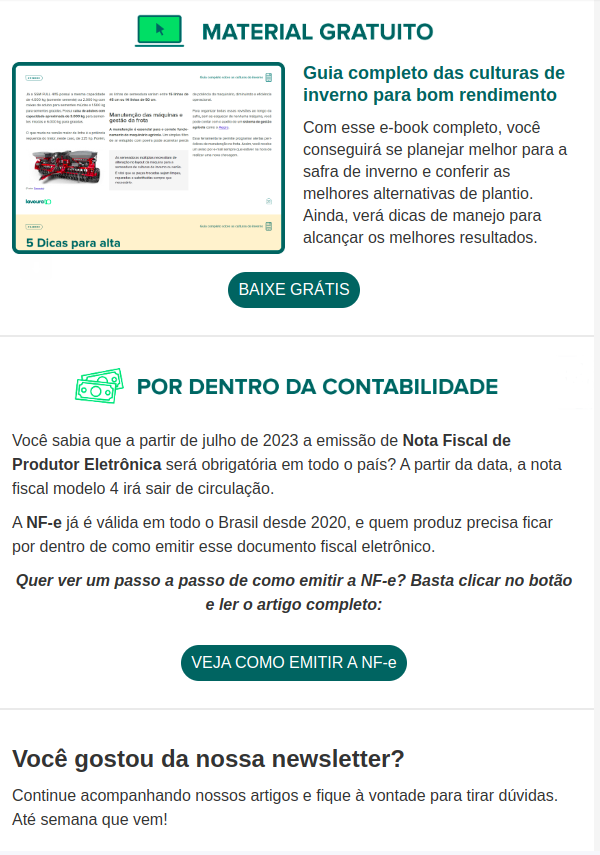 MATERIAL GRATUITO
Manutenção das máquinas e
gestão da frota
lavoura10
5 Dicas para alta
Guia completo das culturas de
inverno para bom rendimento
Com esse e-book completo, você
conseguirá se planejar melhor para a
safra de inverno e conferir as
melhores alternativas de plantio.
Ainda, verá dicas de manejo para
alcançar os melhores resultados.
BAIXE GRÁTIS
POR DENTRO DA CONTABILIDADE
Você sabia que a partir de julho de 2023 a emissão de Nota Fiscal de
Produtor Eletrônica será obrigatória em todo o país? A partir da data, a nota
fiscal modelo 4 irá sair de circulação.
A NF-e já é válida em todo o Brasil desde 2020, e quem produz precisa ficar
por dentro de como emitir esse documento fiscal eletrônico.
Quer ver um passo a passo de como emitir a NF-e? Basta clicar no botão
e ler o artigo completo:
VEJA COMO EMITIR A NF-e
Você gostou da nossa newsletter?
Continue acompanhando nossos artigos e fique à vontade para tirar dúvidas.
Até semana que vem!